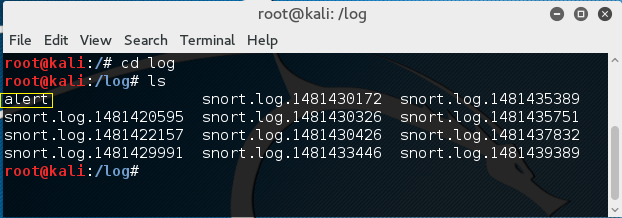 root@kali: /log
File Edit View Search Terminal Help
root@kali:/# cd log
root@kali:/log# ls
alert snort.log.1481430172 snort.log.1481435389
snort.log.1481420595 snort.log.1481430326 snort.log.1481435751
snort.log.1481422157 snort.log.1481430426 snort.log.1481437832
snort.log.1481429991 snort.log.1481433446 snort.log.1481439389
root@kali:/log#